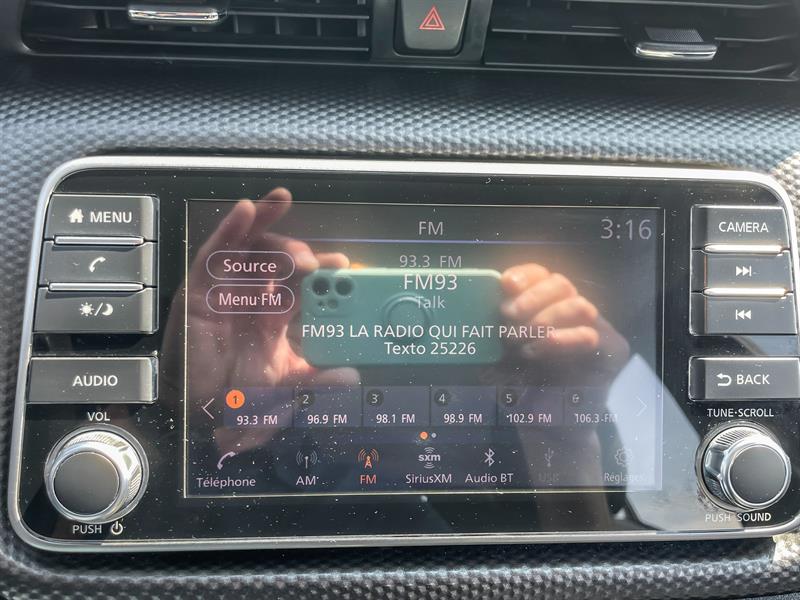 MENU
AUDIO
VOL
PUSH
FM
3:16
Source
93.3 FM
FM93
Menu FM
Talk
FM93 LA RADIO QUI FAIT PARLER
Texto 25226
1 2 3 4 5 6
93.3 FM 96.9 FM 98.1 FM 98.9 FM 102.9 FM 106.3 FM
Téléphone AM FM sxm SiriusXM Audio BT USB Réglages
CAMERA
BACK
TUNE·SCROLL
PUSH·SOUND